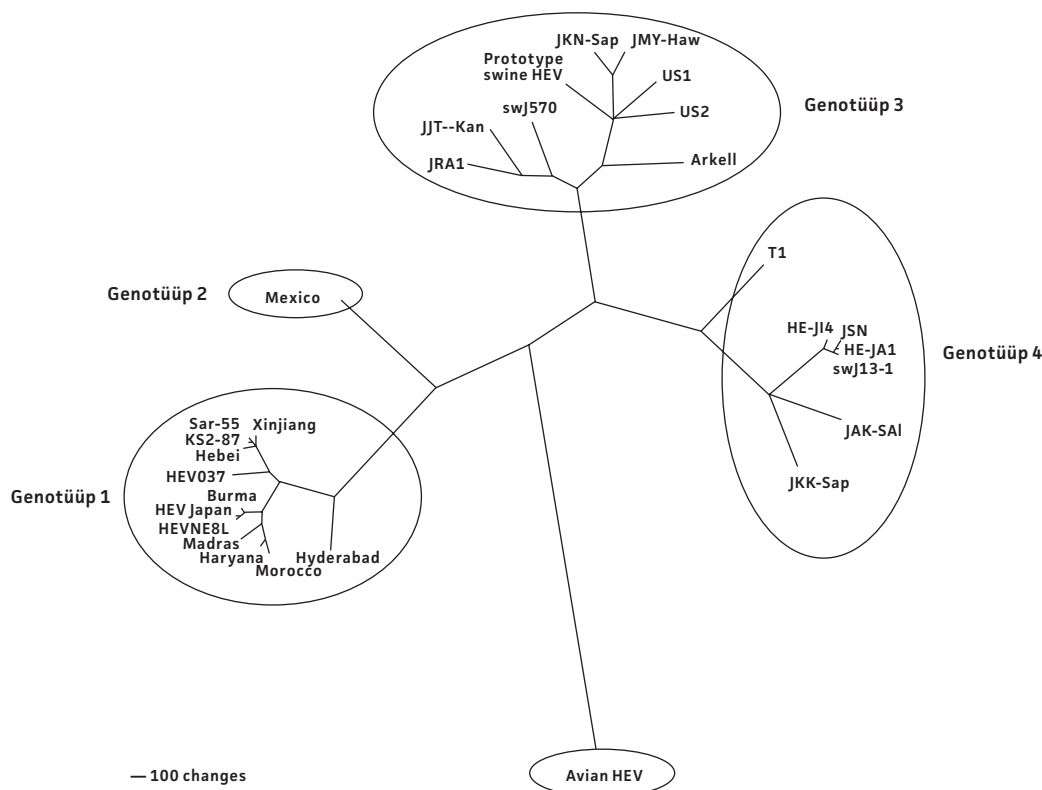 JKN-Sap
JMY-Haw
Prototype
swine HEV
US1
swJ570
US2
Genotüüp 3
JJT--Kan
JRA1
Arkell
T1
Genotüüp 2
Mexico
HE-JI4
JSN
HE-JA1
swJ13-1
Genotüüp 4
Sar-55
Xinjiang
KS2-87
Hebei
HEV037
JAK-SAl
JKK-Sap
Genotüüp 1
Burma
HEV Japan
HEVNE8L
Madras
Haryana
Morocco
Hyderabad
Avian HEV
100 changes